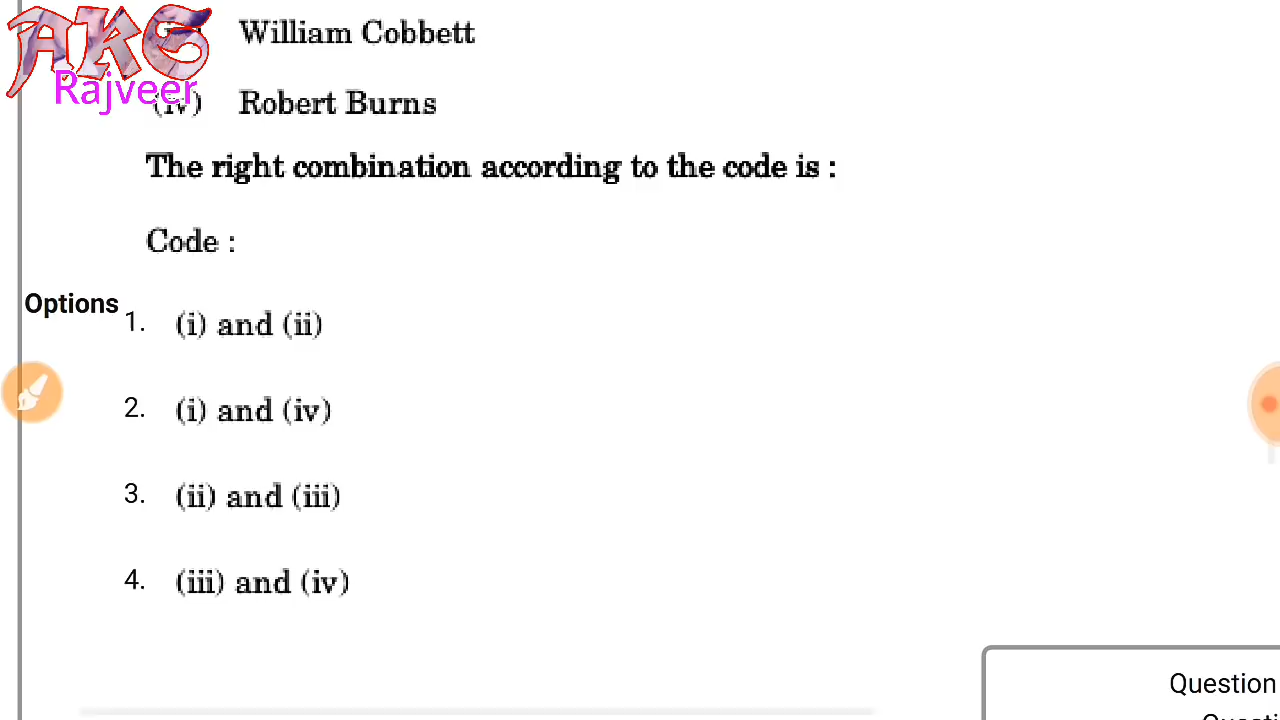 AKS
Rajveer
William Cobbett
(iv) Robert Burns
The right combination according to the code is :
Code :
Options
1. (i) and (ii)
2. (i) and (iv)
3. (ii) and (iii)
4. (iii) and (iv)
Question